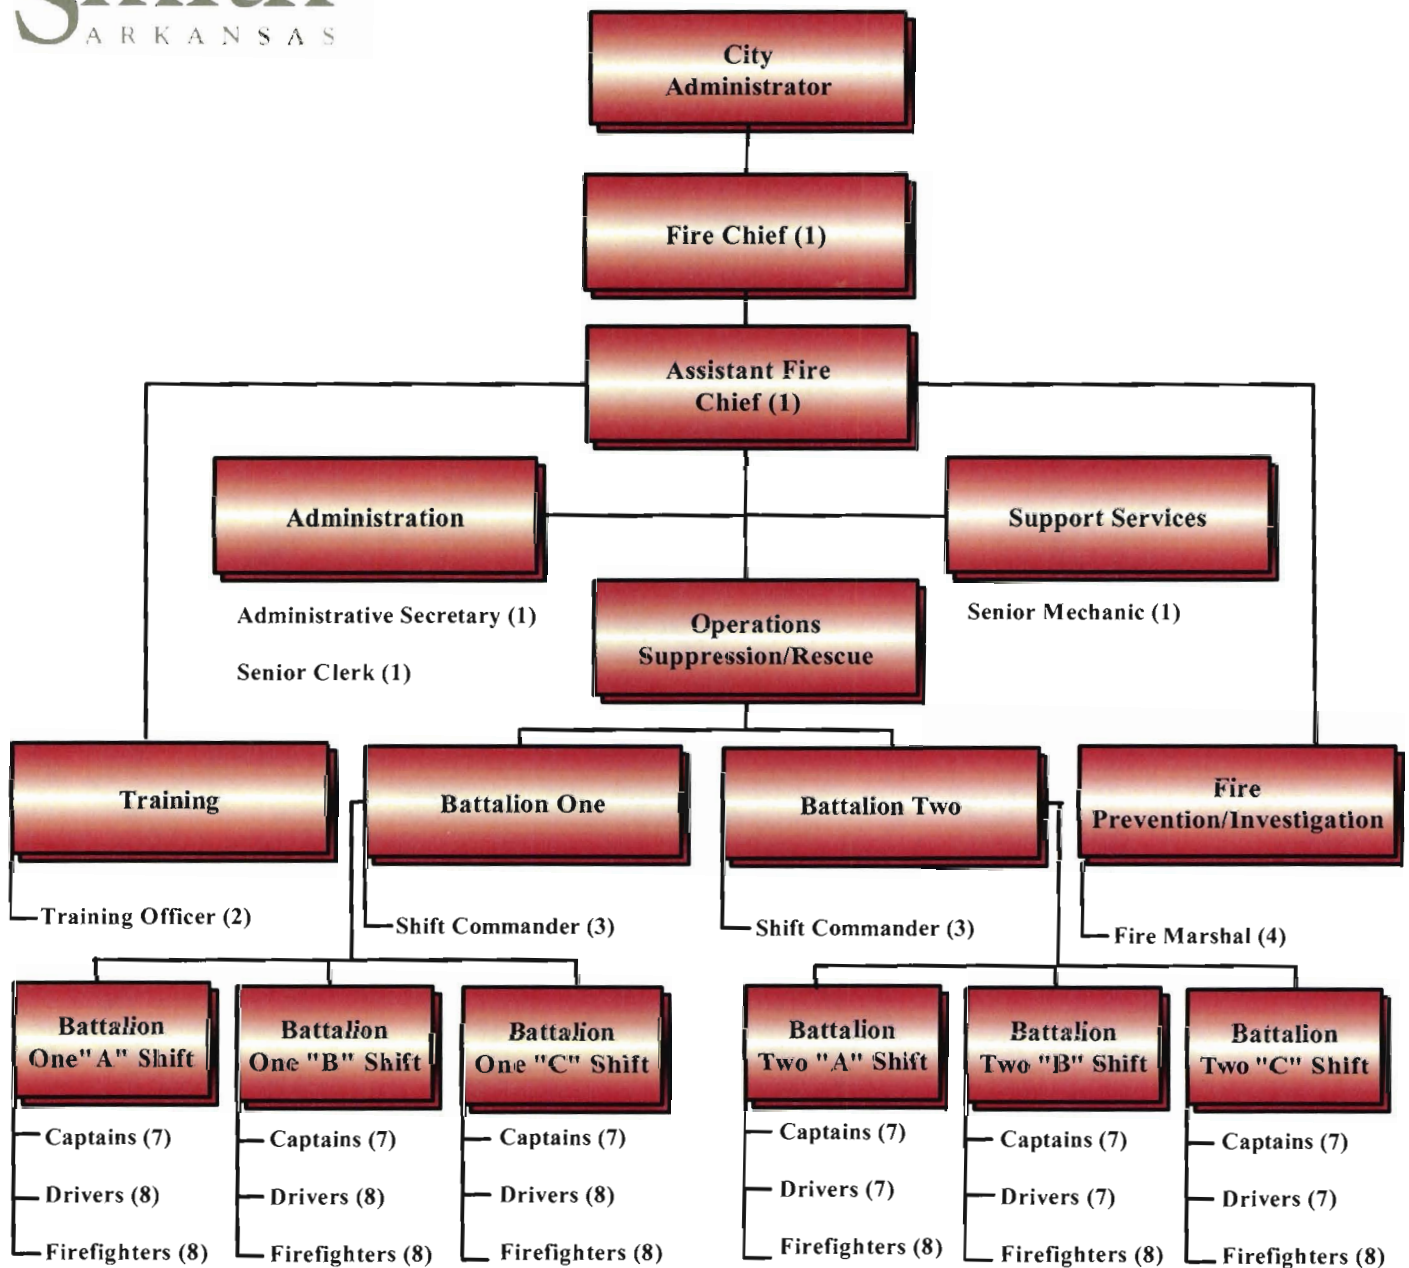 ARKANSAS
City
Administrator
Fire Chief (1)
Assistant Fire
Chief (1)
Administration
Support Services
Administrative Secretary (1)
Senior Clerk (1)
Senior Mechanic (1)
Operations
Suppression/Rescue
Training
Battalion One
Battalion Two
Fire
Prevention/Investigation
Training Officer (2)
Shift Commander (3)
Shift Commander (3)
Fire Marshal (4)
Battalion
One"A" Shift
Captains (7)
Drivers (8)
Firefighters (8)
Battalion
One "B" Shift
Captains (7)
Drivers (8)
Firefighters (8)
Battalion
One "C" Shift
Captains (7)
Drivers (8)
Firefighters (8)
Battalion
Two "A" Shift
Captains (7)
Drivers (7)
Firefighters (8)
Battalion
Two "B" Shift
Captains (7)
Drivers (7)
Firefighters (8)
Battalion
Two "C" Shift
Captains (7)
Drivers (7)
Firefighters (8)